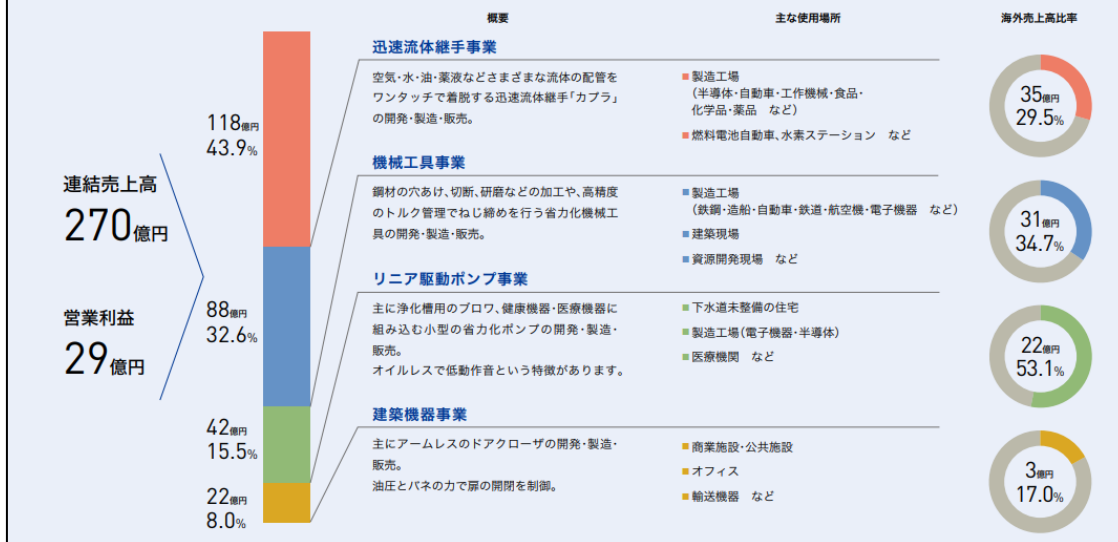 概要
主な使用場所
海外売上高比率
連結売上高
270億円
営業利益
29億円
118億円
43.9%
88億円
32.6%
42億円
15.5%
22億円
8.0%
迅速流体継手事業
空気・水・油・薬液などさまざまな流体の配管を
ワンタッチで着脱する迅速流体継手「カプラ」
の開発・製造・販売。
■製造工場
(半導体・自動車・工作機械・食品・
化学品・薬品 など)
■燃料電池自動車、水素ステーション など
35億円
29.5%
機械工具事業
鋼材の穴あけ、切断、研磨などの加工や、高精度
のトルク管理でねじ締めを行う省力化機械工
具の開発・製造・販売。
■製造工場
(鉄鋼・造船・自動車・鉄道・航空機・電子機器 など)
■建築現場
■資源開発現場 など
31億円
34.7%
リニア駆動ポンプ事業
主に浄化槽用のブロワ、健康機器・医療機器に
組み込む小型の省力化ポンプの開発・製造・
販売。
オイルレスで低動作音という特徴があります。
■下水道未整備の住宅
■製造工場(電子機器・半導体)
■医療機関 など
22億円
53.1%
建築機器事業
主にアームレスのドアクローザの開発・製造・
販売。
油圧とバネの力で扉の開閉を制御。
■商業施設・公共施設
■オフィス
■輸送機器 など
3億円
17.0%